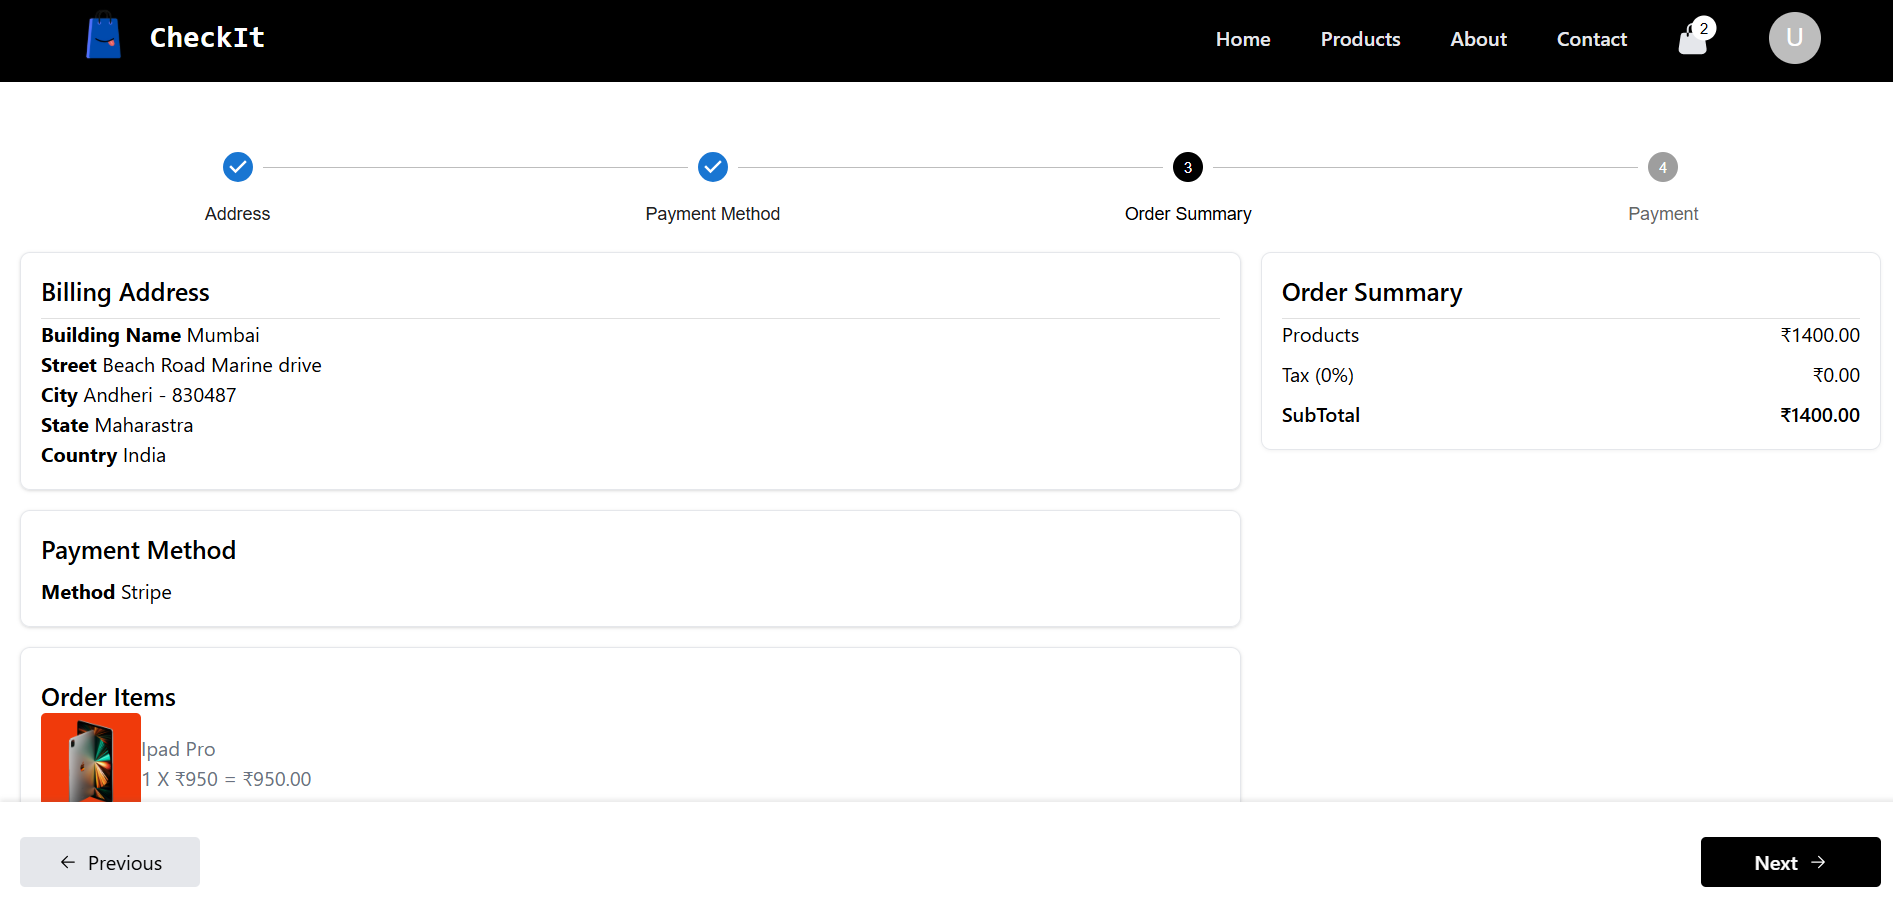 CheckIt
Home
Products
About
Contact
2
U
3
4
Address
Payment Method
Order Summary
Payment
Billing Address
Building Name Mumbai
Street Beach Road Marine drive
City Andheri - 830487
State Maharastra
Country India
Order Summary
Products ₹1400.00
Tax (0%) ₹0.00
SubTotal ₹1400.00
Payment Method
Method Stripe
Order Items
Ipad Pro
1 X ₹950 = ₹950.00
← Previous
Next →